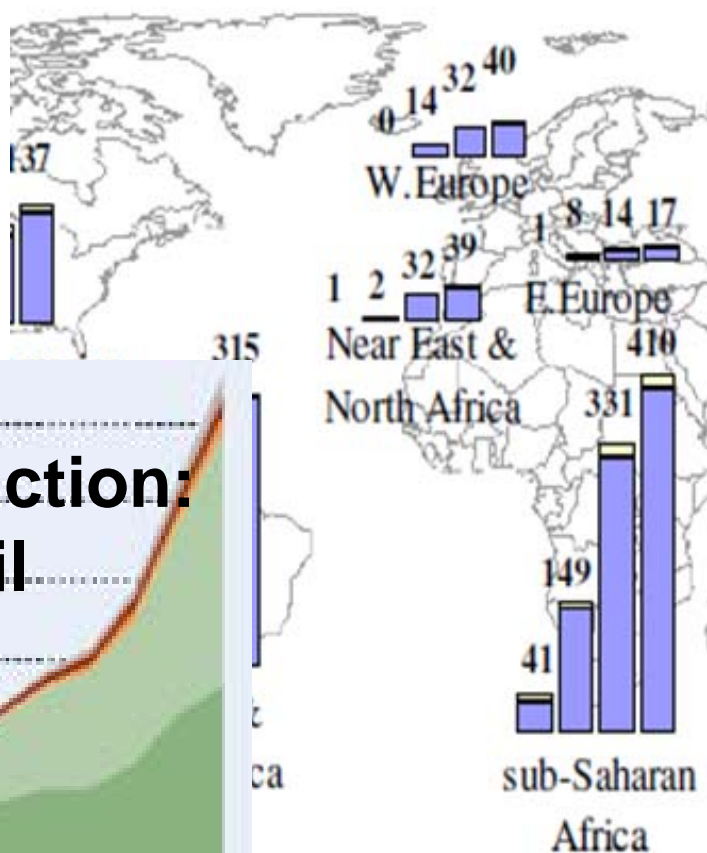 0 14 32 40
W.Europe
37
1 8 14 17
E.Europe
1 2 32 39
Near East &
North Africa
315
410
331
149
41
sub-Saharan
Africa
ction:
il
&
ca